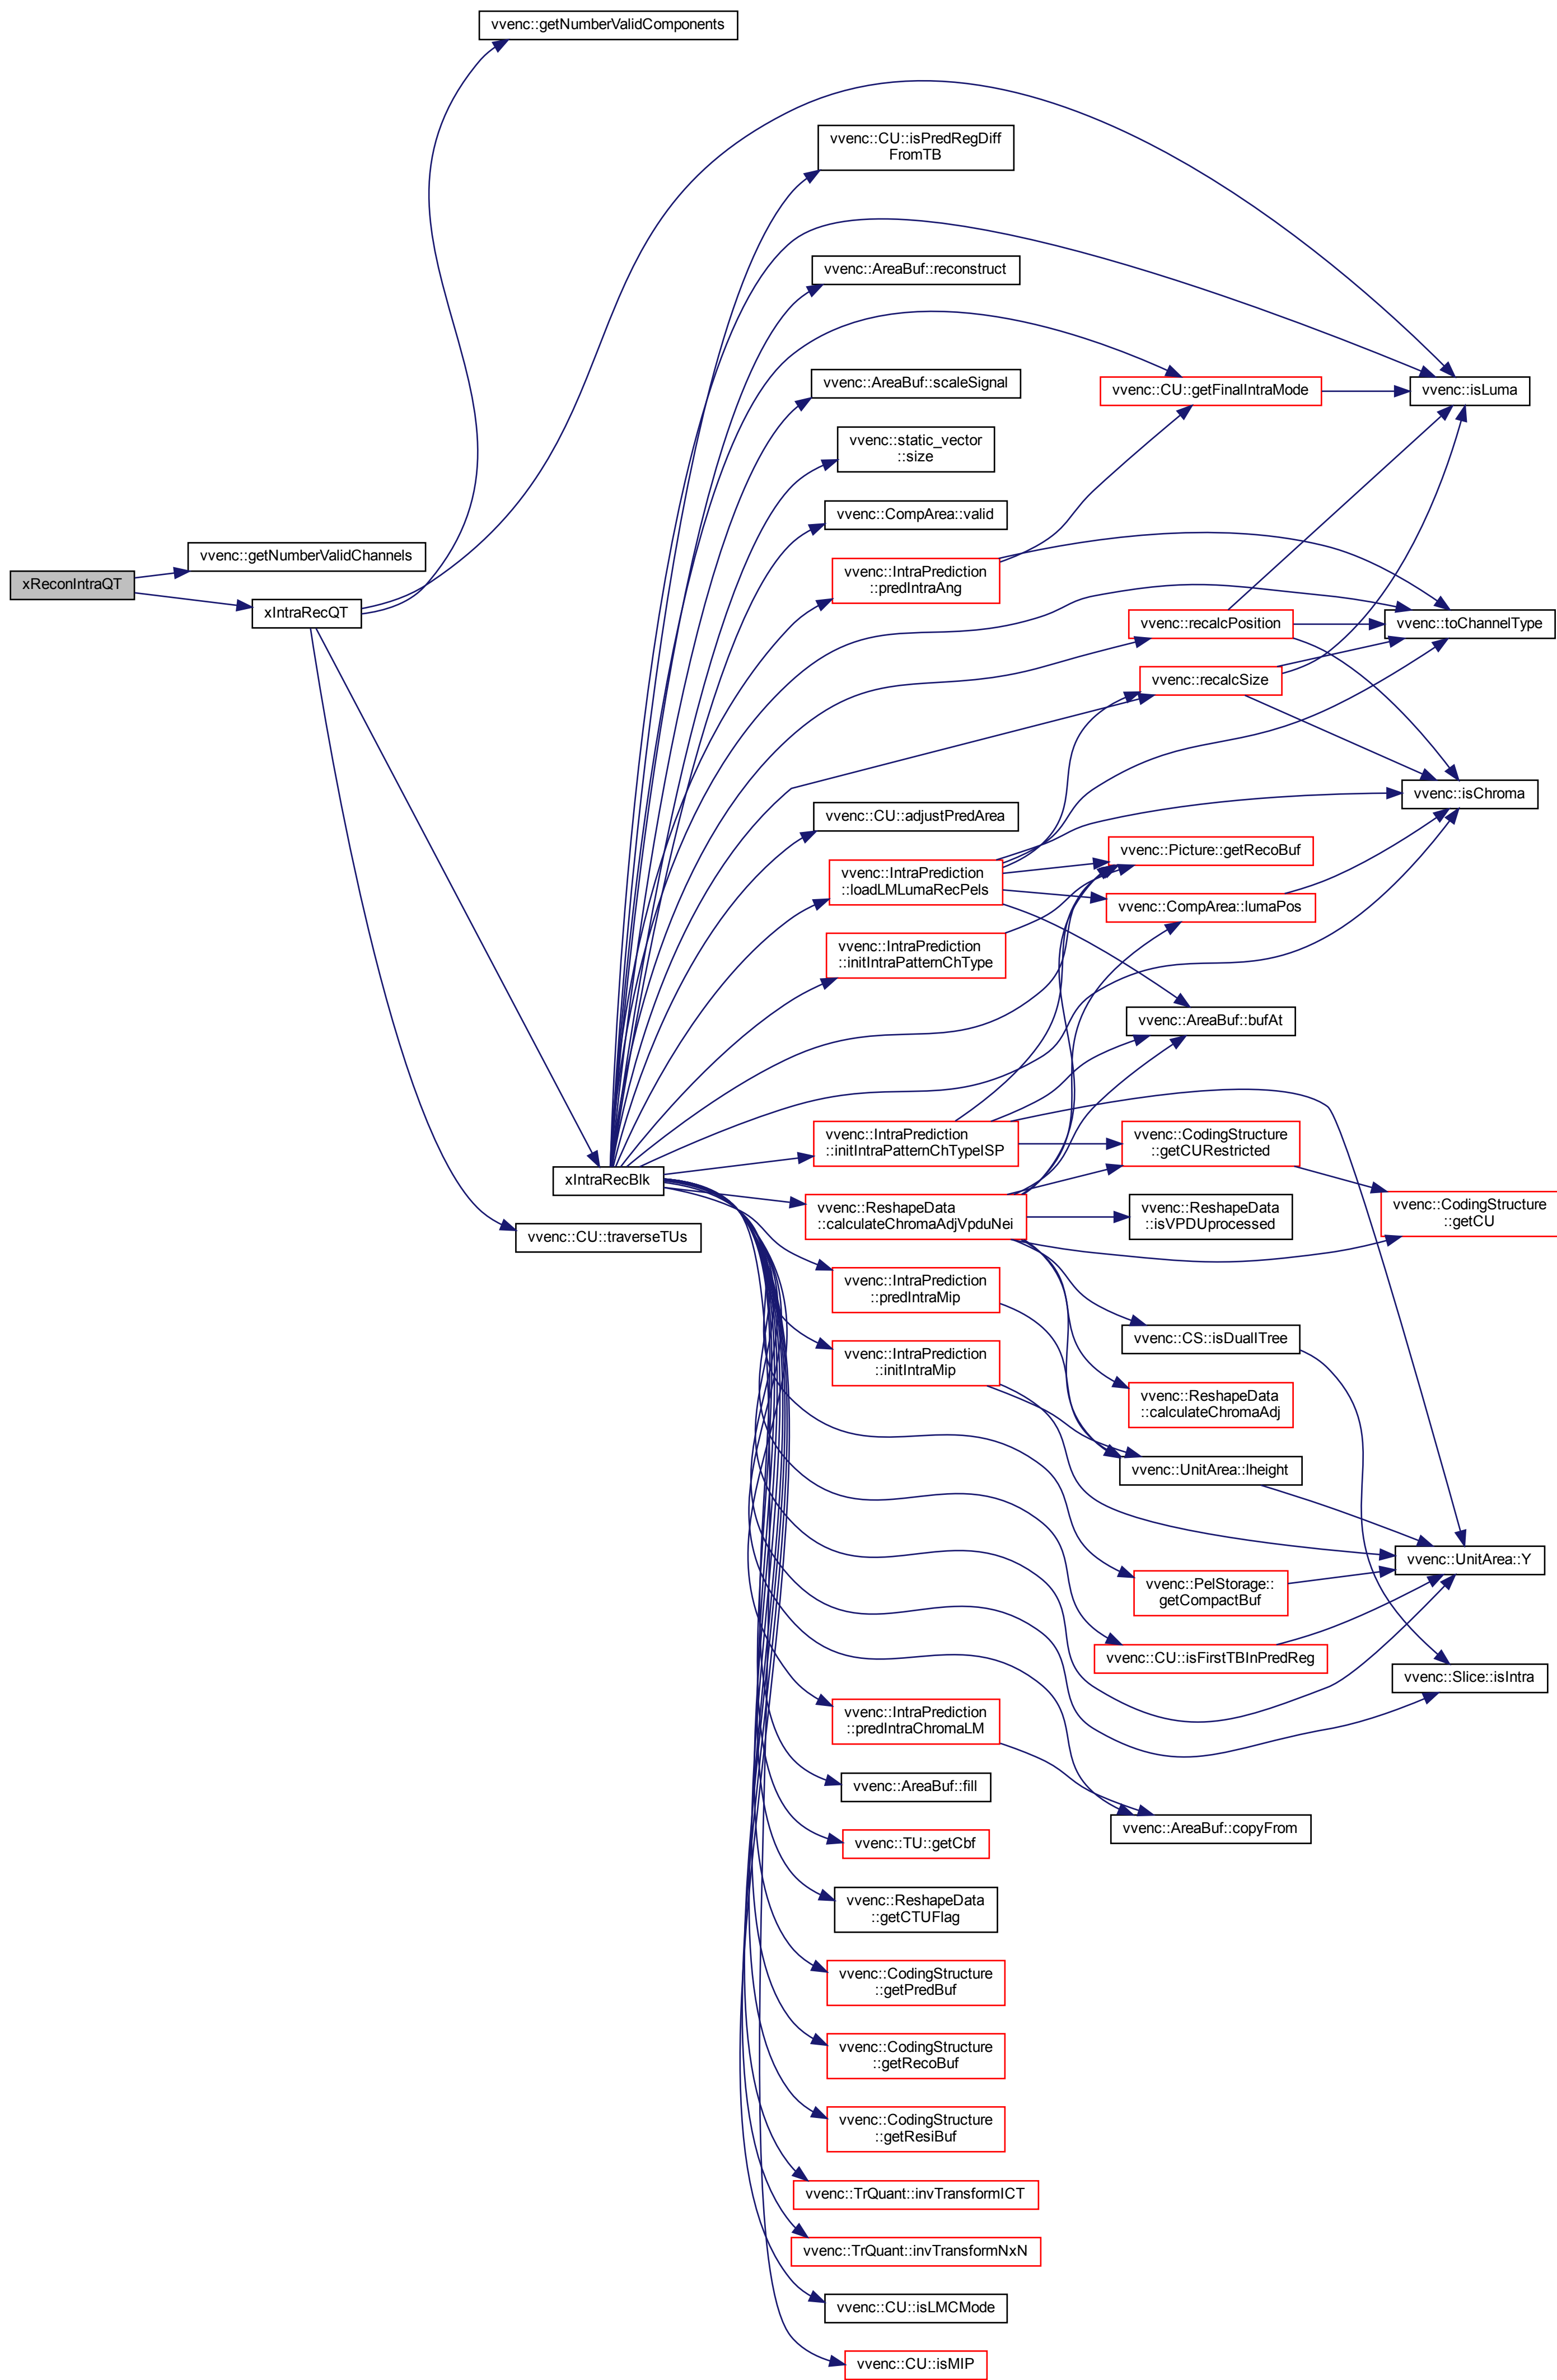 vvenc::getNumberValidComponents
vvenc::CU::isPredRegDiff
FromTB
vvenc::AreaBuf::reconstruct
vvenc::AreaBuf::scaleSignal
vvenc::CU::getFinalIntraMode
vvenc::isLuma
vvenc::static_vector
::size
vvenc::CompArea::valid
vvenc::getNumberValidChannels
xReconIntraQT
xIntraRecQT
vvenc::IntraPrediction
::predIntraAng
vvenc::recalcPosition
vvenc::toChannelType
vvenc::recalcSize
vvenc::isChroma
vvenc::CU::adjustPredArea
vvenc::Picture::getRecoBuf
vvenc::IntraPrediction
::loadLMLumaRecPels
vvenc::CompArea::lumaPos
vvenc::IntraPrediction
::initIntraPatternChType
vvenc::AreaBuf::bufAt
vvenc::IntraPrediction
::initIntraPatternChTypeISP
vvenc::CodingStructure
::getCURestricted
xIntraRecBlk
vvenc::ReshapeData
::calculateChromaAdjVpduNei
vvenc::ReshapeData
::isVPDUprocessed
vvenc::CodingStructure
::getCU
vvenc::CU::traverseTUs
vvenc::IntraPrediction
::predIntraMip
vvenc::CS::isDualITree
vvenc::IntraPrediction
::initIntraMip
vvenc::ReshapeData
::calculateChromaAdj
vvenc::UnitArea::lheight
vvenc::UnitArea::Y
vvenc::PelStorage::
getCompactBuf
vvenc::CU::isFirstTBInPredReg
vvenc::Slice::isIntra
vvenc::IntraPrediction
::predIntraChromaLM
vvenc::AreaBuf::fill
vvenc::AreaBuf::copyFrom
vvenc::TU::getCbf
vvenc::ReshapeData
::getCTUFlag
vvenc::CodingStructure
::getPredBuf
vvenc::CodingStructure
::getRecoBuf
vvenc::CodingStructure
::getResiBuf
vvenc::TrQuant::invTransformICT
vvenc::TrQuant::invTransformNxN
vvenc::CU::isLMCMode
vvenc::CU::isMIP